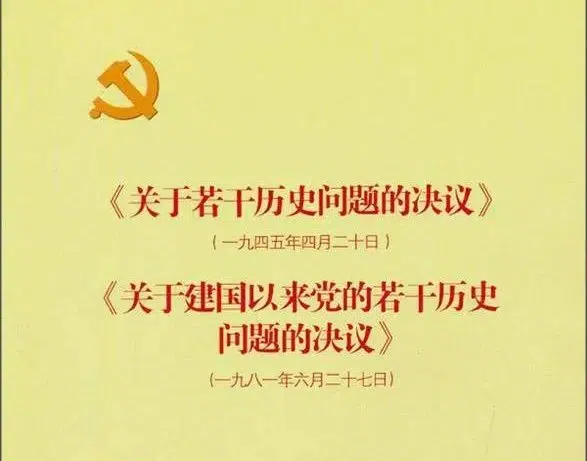 《关于若干历史问题的决议》
(一九四五年四月二十日)
《关于建国以来党的若干历史
问题的决议》
(一九八一年六月二十七日)